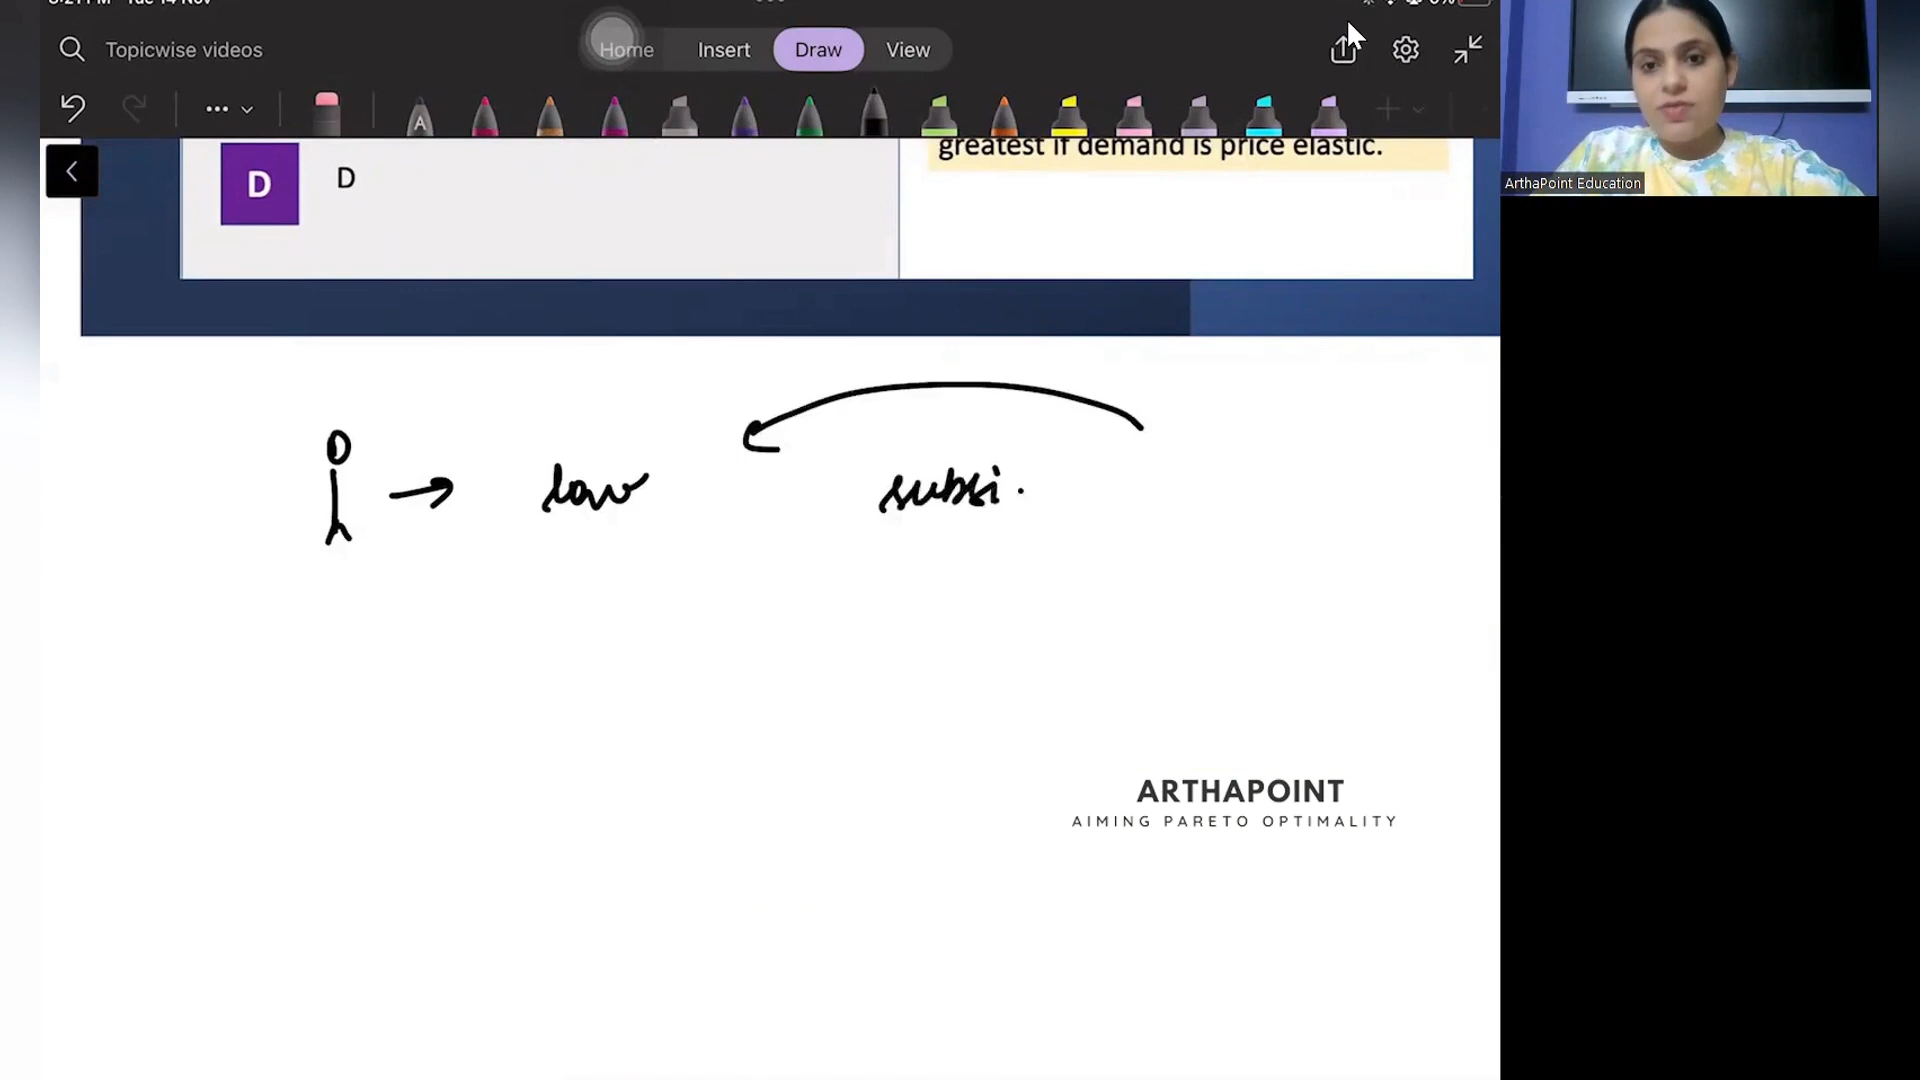 Topicwise videos
Home Insert Draw View
A
greatest if demand is price elastic.
D D
ArthaPoint Education
low subsi.
ARTHAPOINT
AIMING PARETO OPTIMALITY